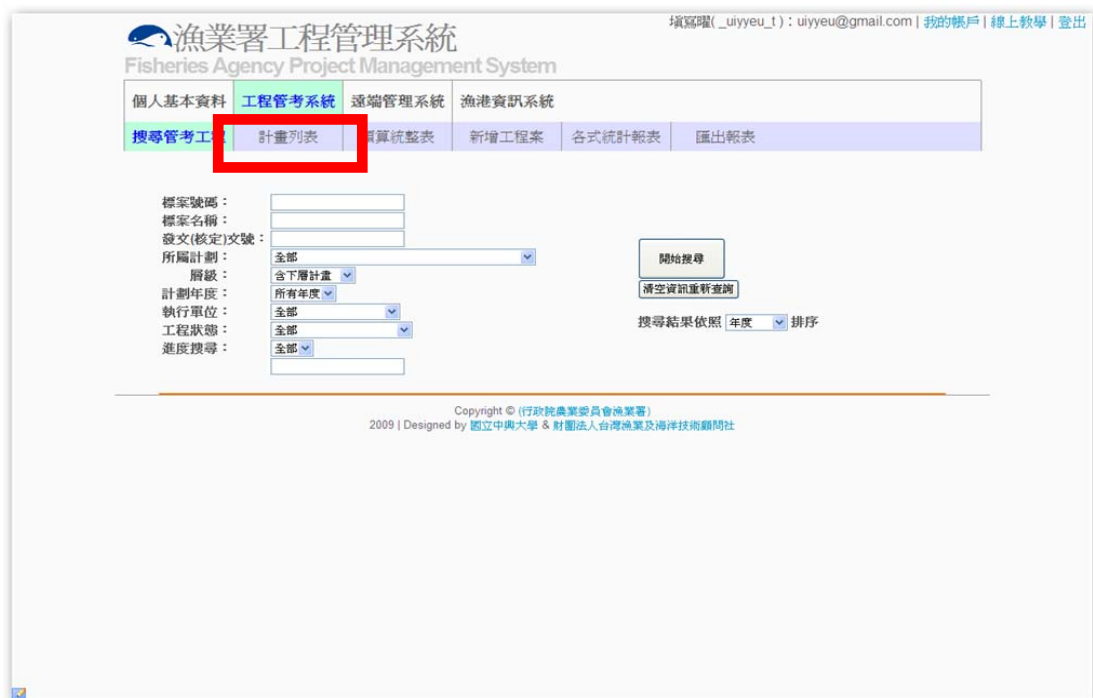 填寫曜( _uiyyeu_t )：uiyyeu@gmail.com | 我的帳戶 | 線上教學 | 登出
漁業署工程管理系統
Fisheries Agency Project Management System
個人基本資料 工程管考系統 遠端管理系統 漁港資訊系統
搜尋管考工程 計畫列表 預算統整表 新增工程案 各式統計報表 匯出報表
標案號碼：
標案名稱：
發文(核定)文號：
所屬計劃： 全部
層級： 含下層計畫
計劃年度： 所有年度
執行單位： 全部
工程狀態： 全部
進度搜尋： 全部
開始搜尋
清空資訊重新查詢
搜尋結果依照 年度 排序
Copyright © (行政院農業委員會漁業署)
2009 | Designed by 國立中興大學 & 財團法人台灣漁業及海洋技術顧問社